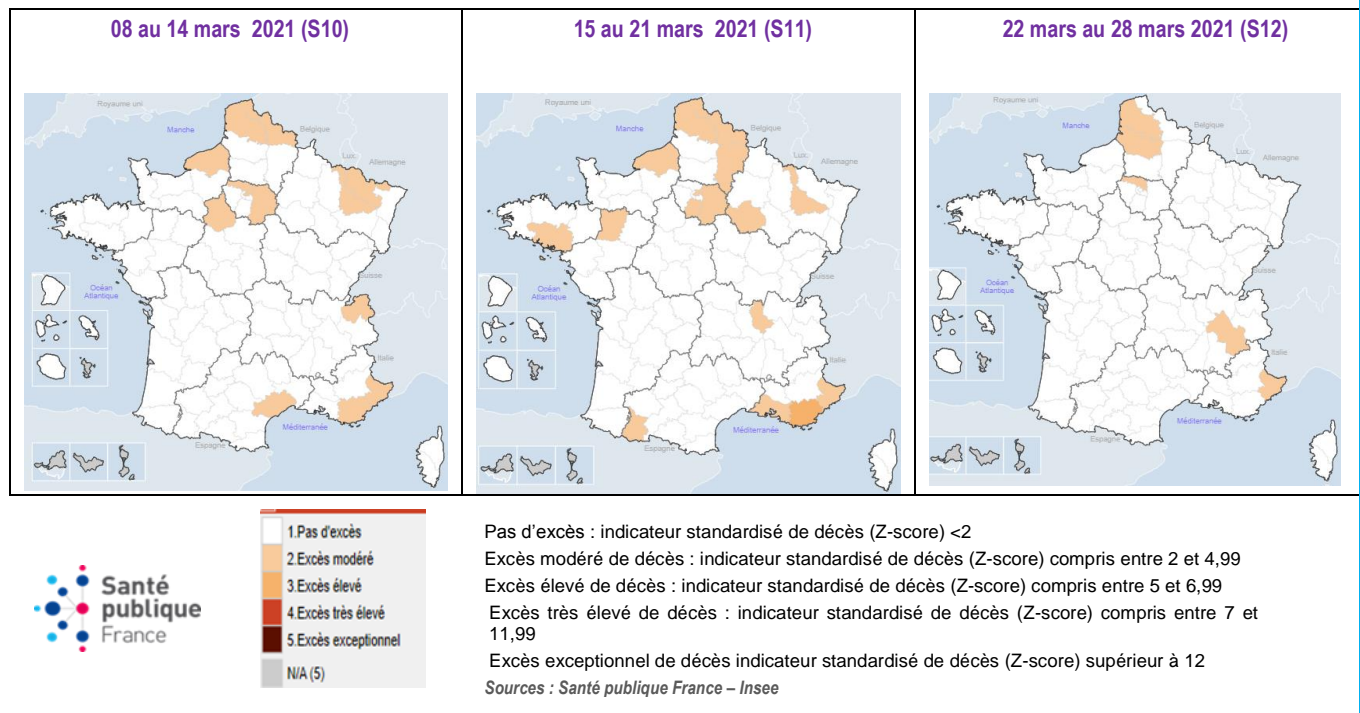 08 au 14 mars 2021 (S10)
15 au 21 mars 2021 (S11)
22 mars au 28 mars 2021 (S12)
Royaume uni
Manche
Belgique
Lux.
Allemagne
Suisse
Océan
Atlantique
Italie
Méditerranée
Espagne
Royaume uni
Manche
Belgique
Lux.
Allemagne
Suisse
Océan
Atlantique
Italie
Méditerranée
Espagne
Royaume uni
Manche
Belgique
Lux.
Allemagne
Suisse
Océan
Atlantique
Italie
Méditerranée
Espagne
Santé
publique
France
1.Pas d'excès
2.Excès modéré
3.Excès élevé
4.Excès très élevé
5.Excès exceptionnel
N/A (5)
Pas d’excès : indicateur standardisé de décès (Z-score) <2
Excès modéré de décès : indicateur standardisé de décès (Z-score) compris entre 2 et 4,99
Excès élevé de décès : indicateur standardisé de décès (Z-score) compris entre 5 et 6,99
Excès très élevé de décès : indicateur standardisé de décès (Z-score) compris entre 7 et
11,99
Excès exceptionnel de décès indicateur standardisé de décès (Z-score) supérieur à 12
Sources : Santé publique France – Insee